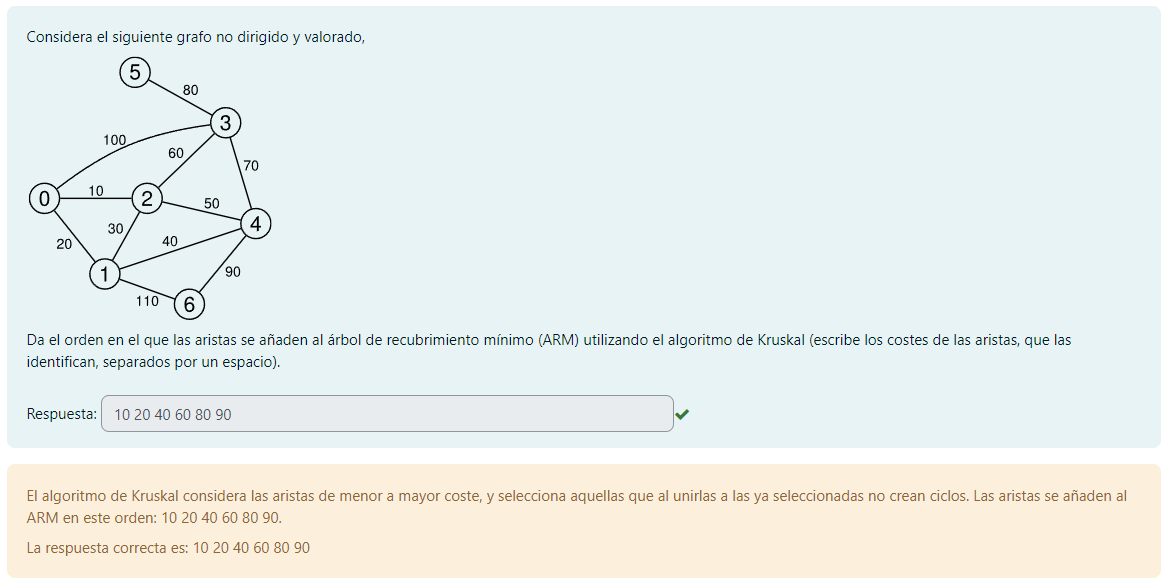 Considera el siguiente grafo no dirigido y valorado,
5
80
3
100
60
70
0
10
2
50
4
30
40
20
1
90
110
6
Da el orden en el que las aristas se añaden al árbol de recubrimiento mínimo (ARM) utilizando el algoritmo de Kruskal (escribe los costes de las aristas, que las
identifican, separados por un espacio).
Respuesta: 10 20 40 60 80 90
El algoritmo de Kruskal considera las aristas de menor a mayor coste, y selecciona aquellas que al unirlas a las ya seleccionadas no crean ciclos. Las aristas se añaden al
ARM en este orden: 10 20 40 60 80 90.
La respuesta correcta es: 10 20 40 60 80 90